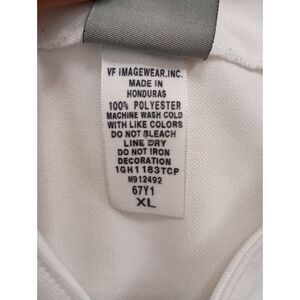 VF IMAGEWEAR,INC.
MADE IN
HONDURAS
100% POLYESTER
MACHINE WASH COLD
WITH LIKE COLORS
DO NOT BLEACH
LINE DRY
DO NOT IRON
DECORATION
1GH1183TCP
M912492
67Y1
XL